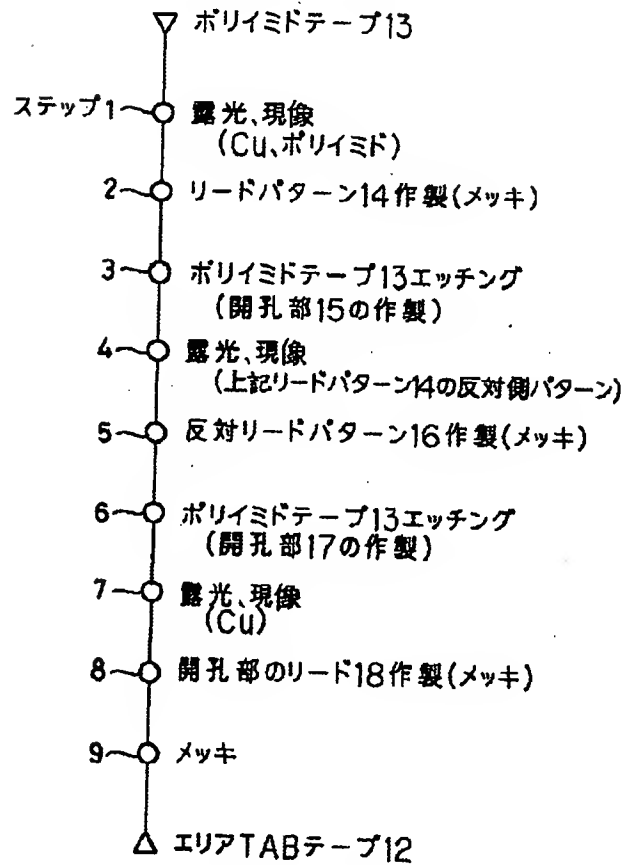 ポリイミドテープ13
ステップ1 露光、現像
(Cu、ポリイミド)
2 リードパターン14作製(メッキ)
3 ポリイミドテープ13エッチング
(開孔部15の作製)
4 露光、現像
(上記リードパターン14の反対側パターン)
5 反対リードパターン16作製(メッキ)
6 ポリイミドテープ13エッチング
(開孔部17の作製)
7 露光、現像
(Cu)
8 開孔部のリード18作製(メッキ)
9 メッキ
エリアTABテープ12